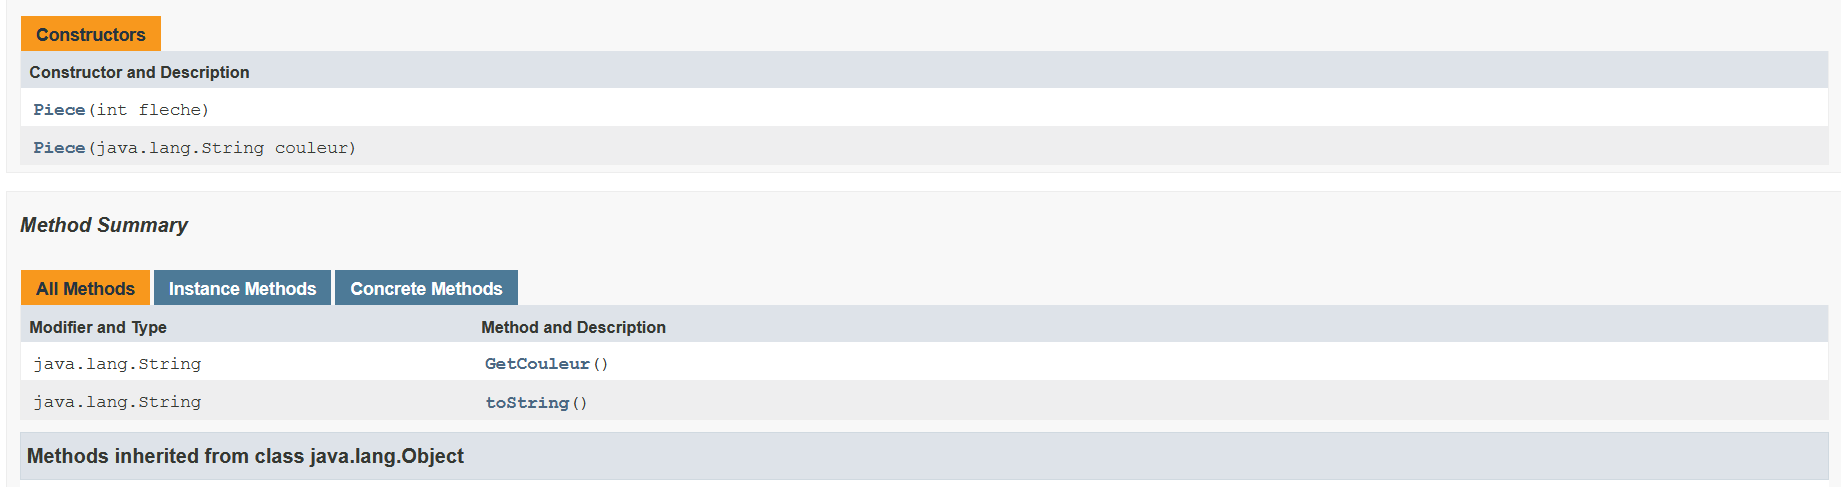 Constructors
Constructor and Description
Piece(int fleche)
Piece(java.lang.String couleur)
Method Summary
All Methods Instance Methods Concrete Methods
Modifier and Type Method and Description
java.lang.String GetCouleur()
java.lang.String toString()
Methods inherited from class java.lang.Object